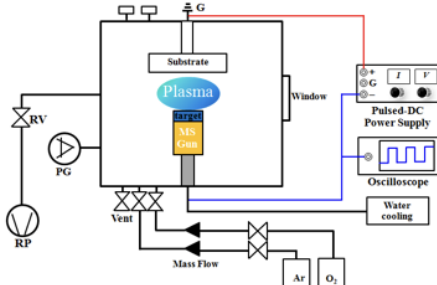 G
Substrate
Plasma
target
MS
Gun
Window
RV
PG
RP
Vent
Mass Flow
Ar
O₂
+
G
−
I
V
Pulsed-DC
Power Supply
Oscilloscope
Water
cooling